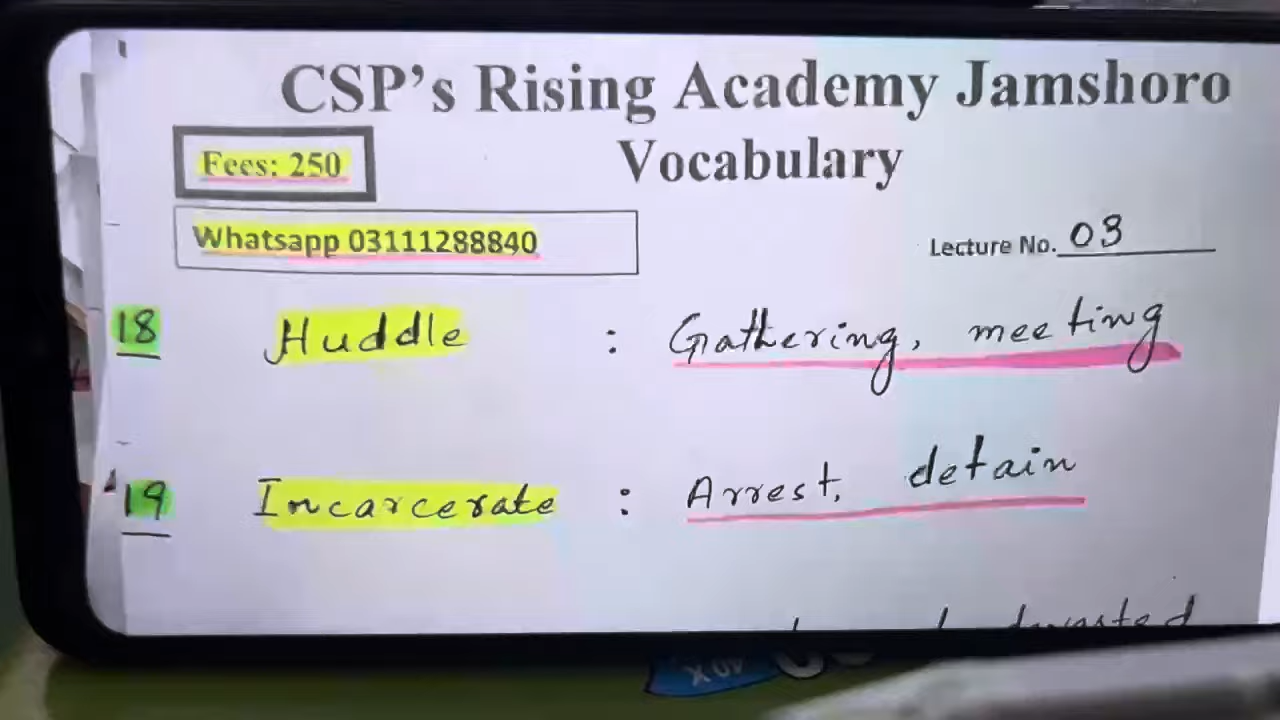 CSP's Rising Academy Jamshoro
Vocabulary
Fees: 250
Whatsapp 03111288840
Lecture No. 03
18 Huddle : Gathering, meeting
19 Incarcerate : Arrest, detain